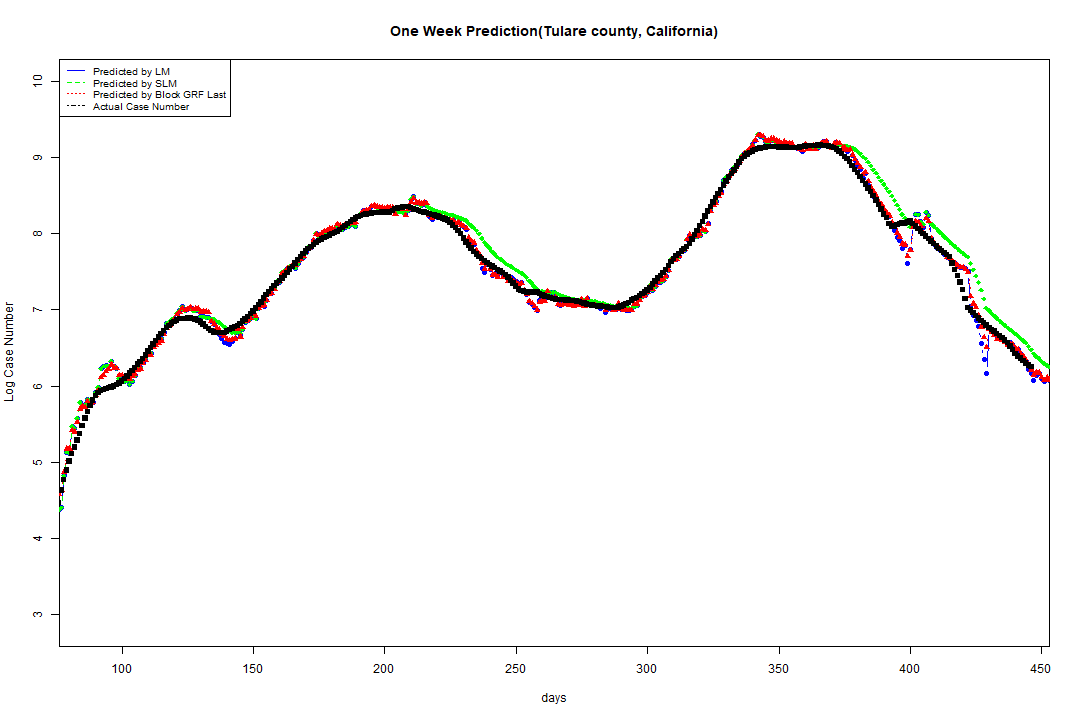 One Week Prediction(Tulare county, California)
Predicted by LM
Predicted by SLM
Predicted by Block GRF Last
Actual Case Number
10
9
8
7
6
5
4
3
Log Case Number
100 150 200 250 300 350 400 450
days